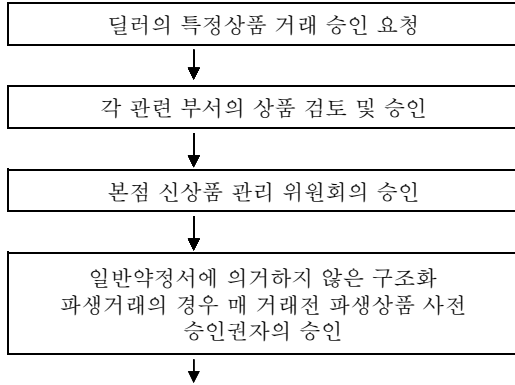 딜러의 특정상품 거래 승인 요청
각 관련 부서의 상품 검토 및 승인
본점 신상품 관리 위원회의 승인
일반약정서에 의거하지 않은 구조화
파생거래의 경우 매 거래전 파생상품 사전
승인권자의 승인